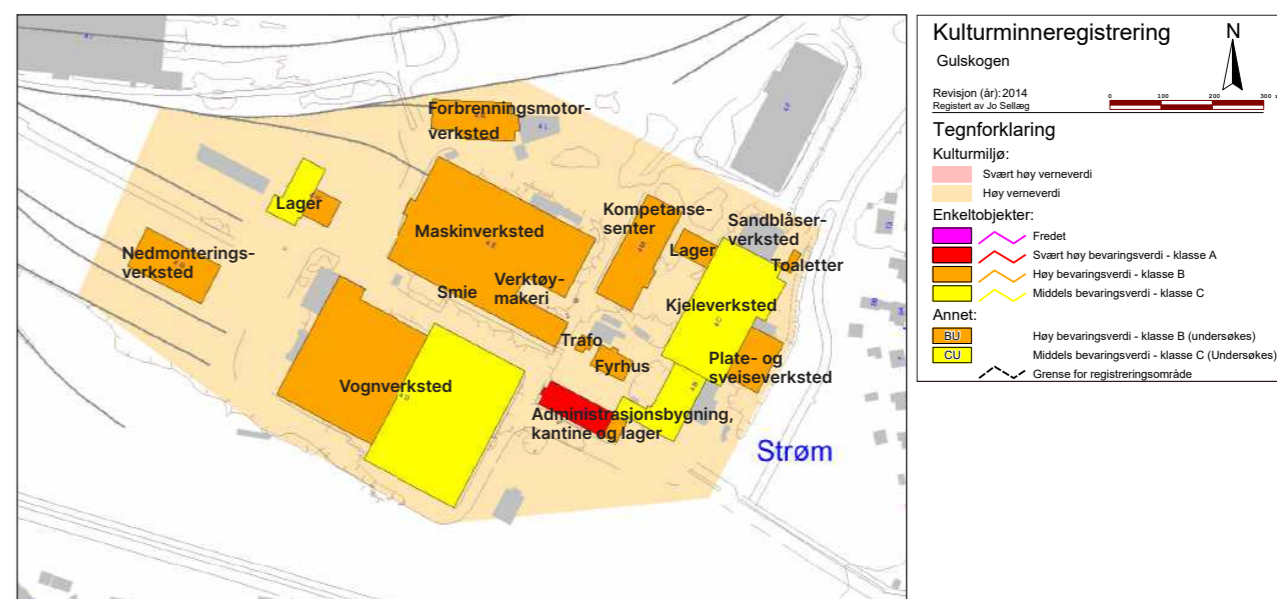 Forbrenningsmotor-
verksted
Lager
Maskinverksted
Kompetanse-
senter
Sandblåser-
verksted
Lager
Toaletter
Nedmonterings-
verksted
Verktøy-
makeri
Smie
Kjeleverksted
Trafo
Fyrhus
Plate- og
sveiseverksted
Vognverksted
Administrasjonsbygning,
kantine og lager
Strøm
Kulturminneregistrering
Gulskogen
N
Revisjon (år): 2014
Registert av Jo Sellæg
0 100 200 300
Tegnforklaring
Kulturmiljø:
Svært høy verneverdi
Høy verneverdi
Enkeltobjekter:
Fredet
Svært høy bevaringsverdi - klasse A
Høy bevaringsverdi - klasse B
Middels bevaringsverdi - klasse C
Annet:
BU Høy bevaringsverdi - klasse B (undersøkes)
CU Middels bevaringsverdi - klasse C (Undersøkes)
Grense for registreringsområde